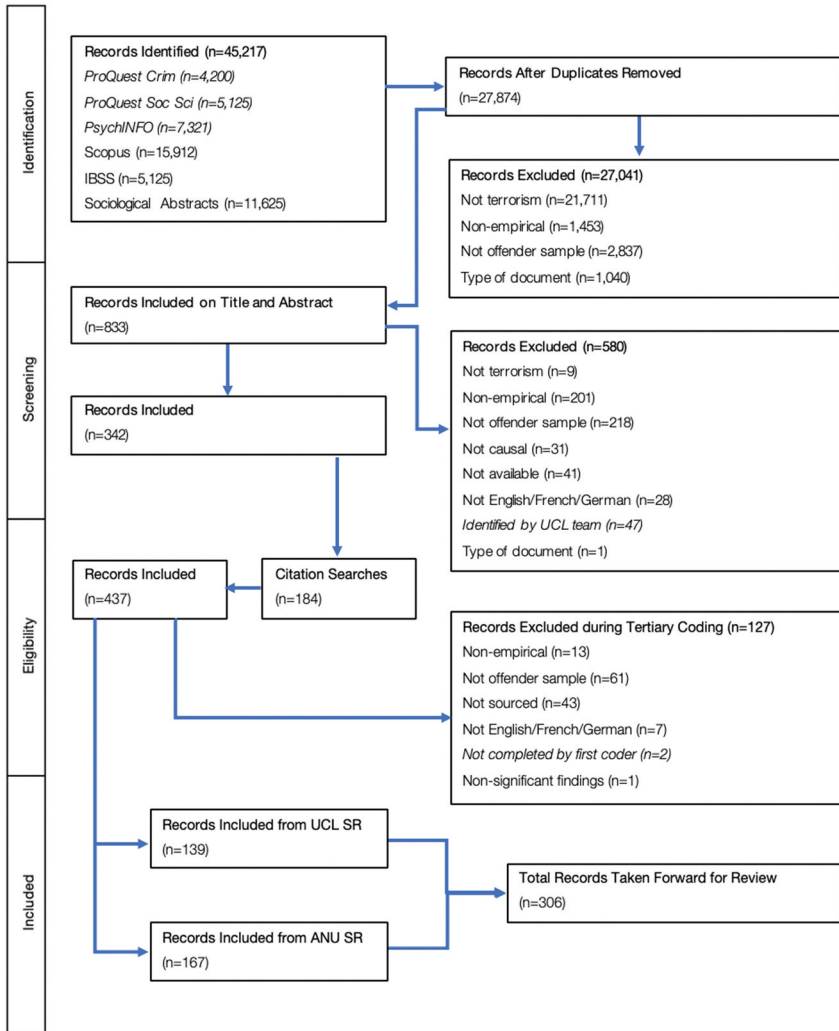 Identification
Records Identified (n=45,217)
ProQuest Crim (n=4,200)
ProQuest Soc Sci (n=5,125)
PsychINFO (n=7,321)
Scopus (n=15,912)
IBSS (n=5,125)
Sociological Abstracts (n=11,625)
Records After Duplicates Removed
(n=27,874)
Records Excluded (n=27,041)
Not terrorism (n=21,711)
Non-empirical (n=1,453)
Not offender sample (n=2,837)
Type of document (n=1,040)
Screening
Records Included on Title and Abstract
(n=833)
Records Excluded (n=580)
Not terrorism (n=9)
Non-empirical (n=201)
Not offender sample (n=218)
Not causal (n=31)
Not available (n=41)
Not English/French/German (n=28)
Identified by UCL team (n=47)
Type of document (n=1)
Records Included
(n=342)
Eligibility
Records Included
(n=437)
Citation Searches
(n=184)
Records Excluded during Tertiary Coding (n=127)
Non-empirical (n=13)
Not offender sample (n=61)
Not sourced (n=43)
Not English/French/German (n=7)
Not completed by first coder (n=2)
Non-significant findings (n=1)
Included
Records Included from UCL SR
(n=139)
Records Included from ANU SR
(n=167)
Total Records Taken Forward for Review
(n=306)